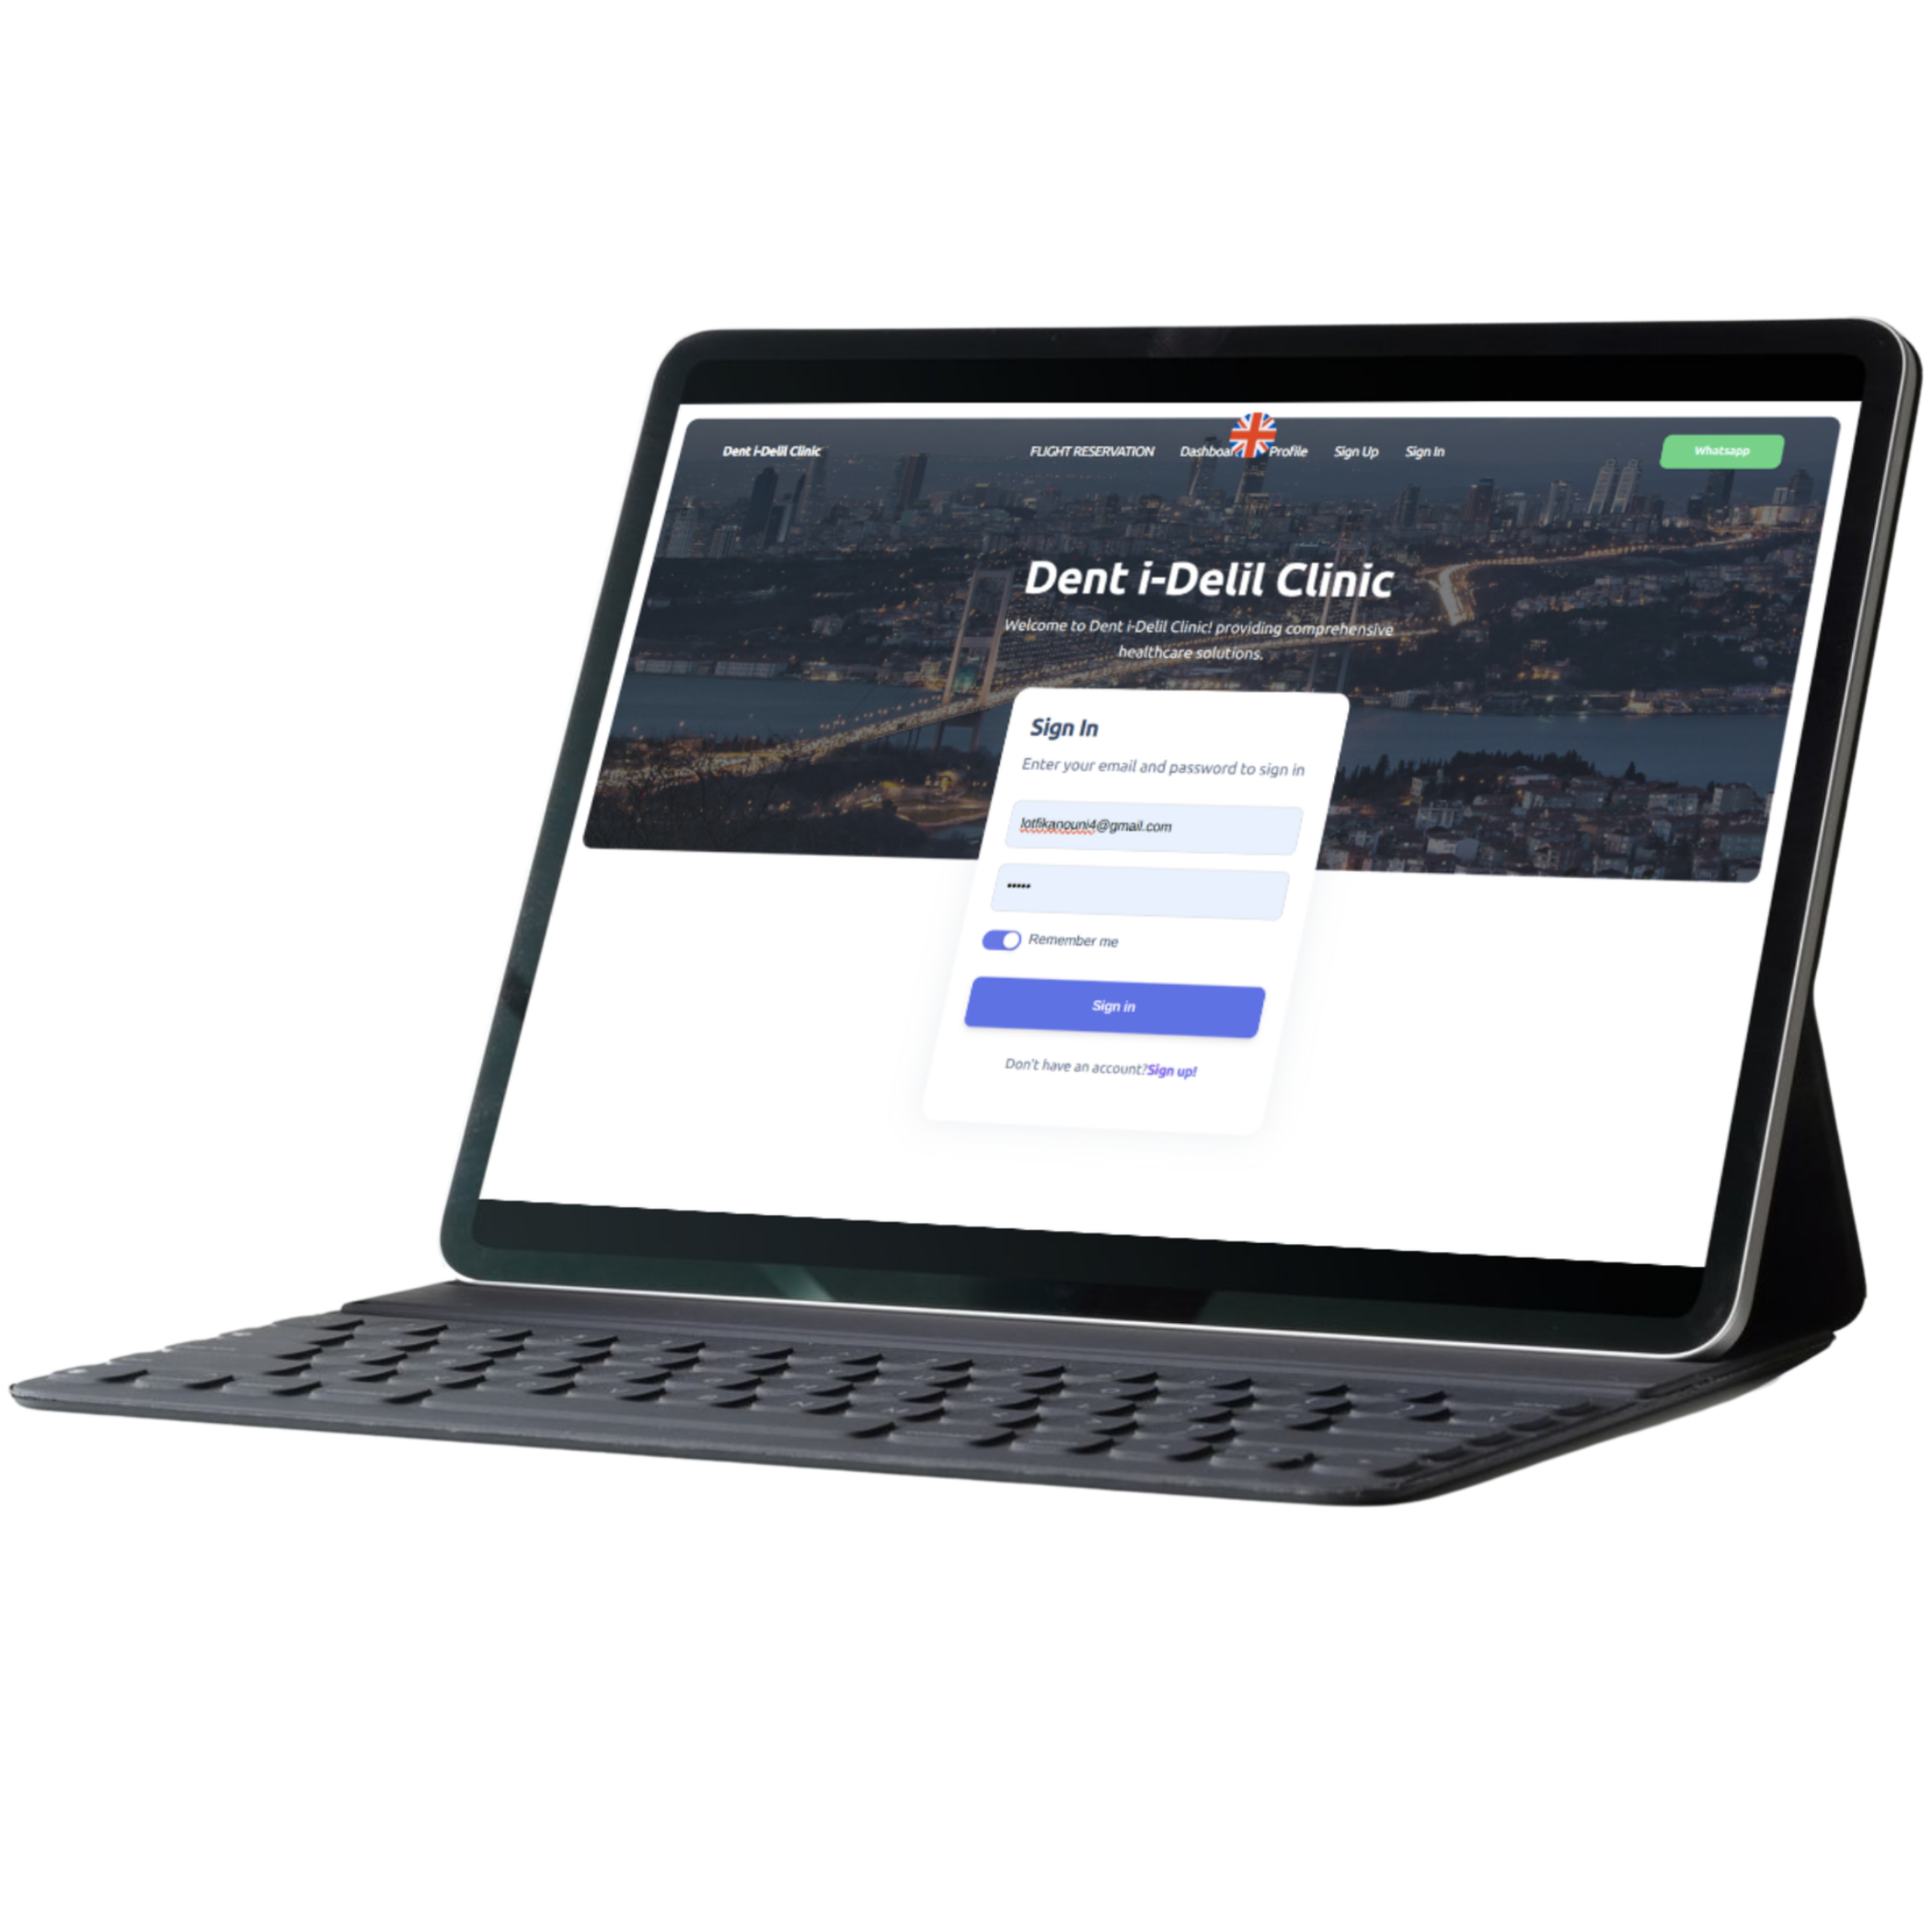 Dent i-Delil Clinic
FLIGHT RESERVATION Profile Sign Up Sign In
Whatsapp
Dent i-Delil Clinic
Welcome to Dent i-Delil Clinic! providing comprehensive
healthcare solutions.
Sign In
Enter your email and password to sign in
lotfikanouni4@gmail.com
•••••
Remember me
Sign in
Don't have an account?Sign up!